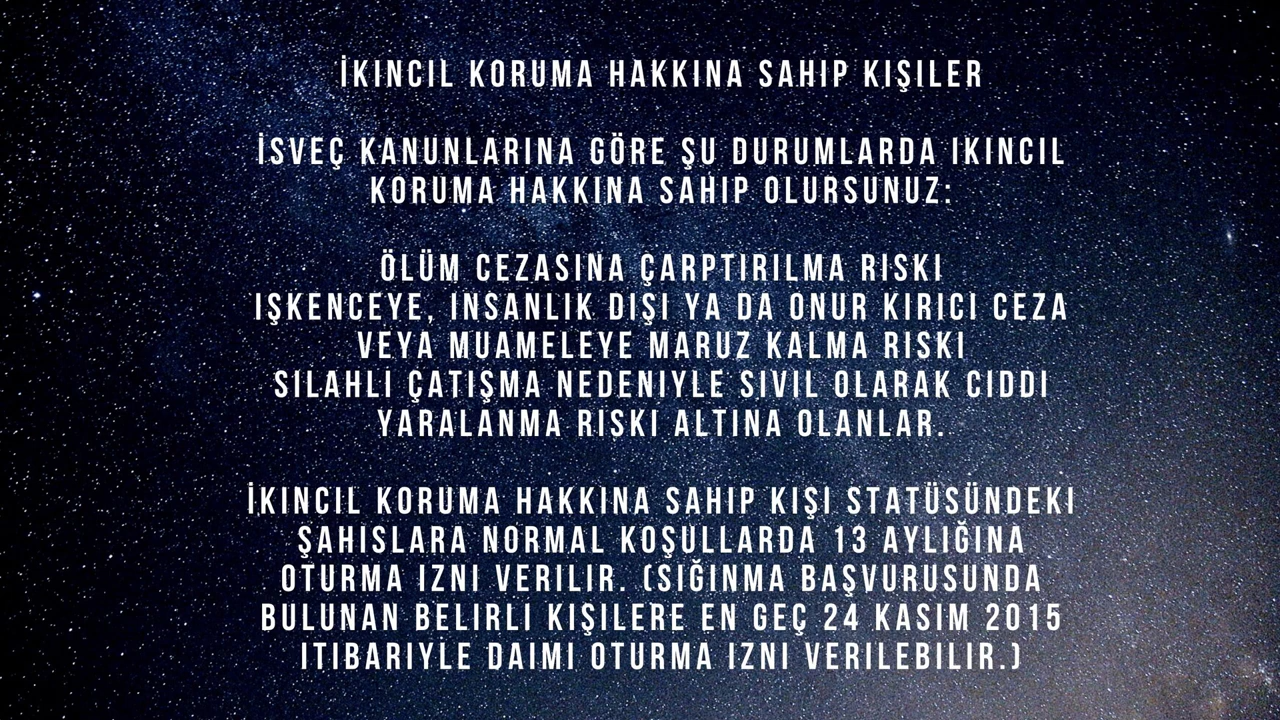 İKINCIL KORUMA HAKKINA SAHIP KIŞILER
İSVEÇ KANUNLARINA GÖRE ŞU DURUMLARDA IKINCIL
KORUMA HAKKINA SAHIP OLURSUNUZ:
ÖLÜM CEZASINA ÇARPTIRILMA RISKI
IŞKENCEYE, INSANLIK DIŞI YA DA ONUR KIRICI CEZA
VEYA MUAMELEYE MARUZ KALMA RISKI
SILAHLI ÇATIŞMA NEDENIYLE SIVIL OLARAK CIDDI
YARALANMA RISKI ALTINA OLANLAR.
İKINCIL KORUMA HAKKINA SAHIP KIŞI STATÜSÜNDEKI
ŞAHISLARA NORMAL KOŞULLARDA 13 AYLIĞINA
OTURMA IZNI VERILIR. (SIĞINMA BAŞVURUSUNDA
BULUNAN BELIRLI KIŞILERE EN GEÇ 24 KASIM 2015
ITIBARIYLE DAIMI OTURMA IZNI VERILEBILIR.)